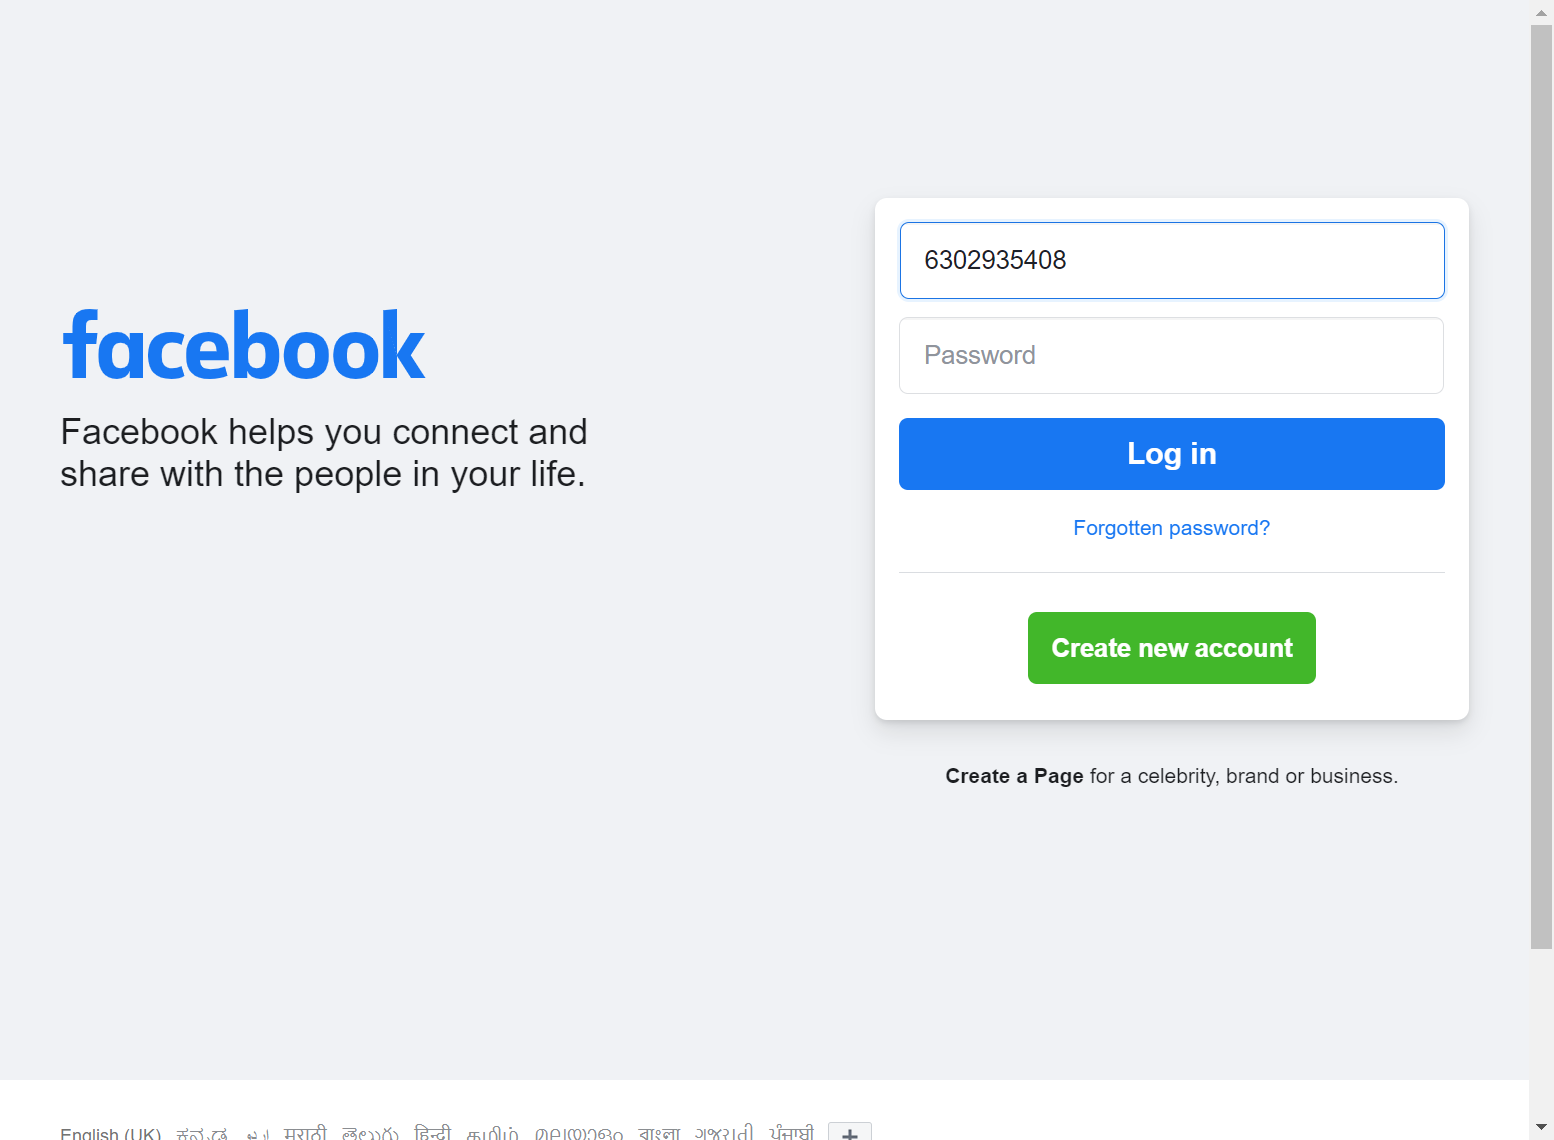 facebook
Facebook helps you connect and
share with the people in your life.
6302935408
Password
Log in
Forgotten password?
Create new account
Create a Page for a celebrity, brand or business.
English (UK) ಕನ್ನಡ اردو मराठी తెలుగు हिन्दी தமிழ் മലയാളം বাংলা ગુજરાતી ਪੰਜਾਬੀ +